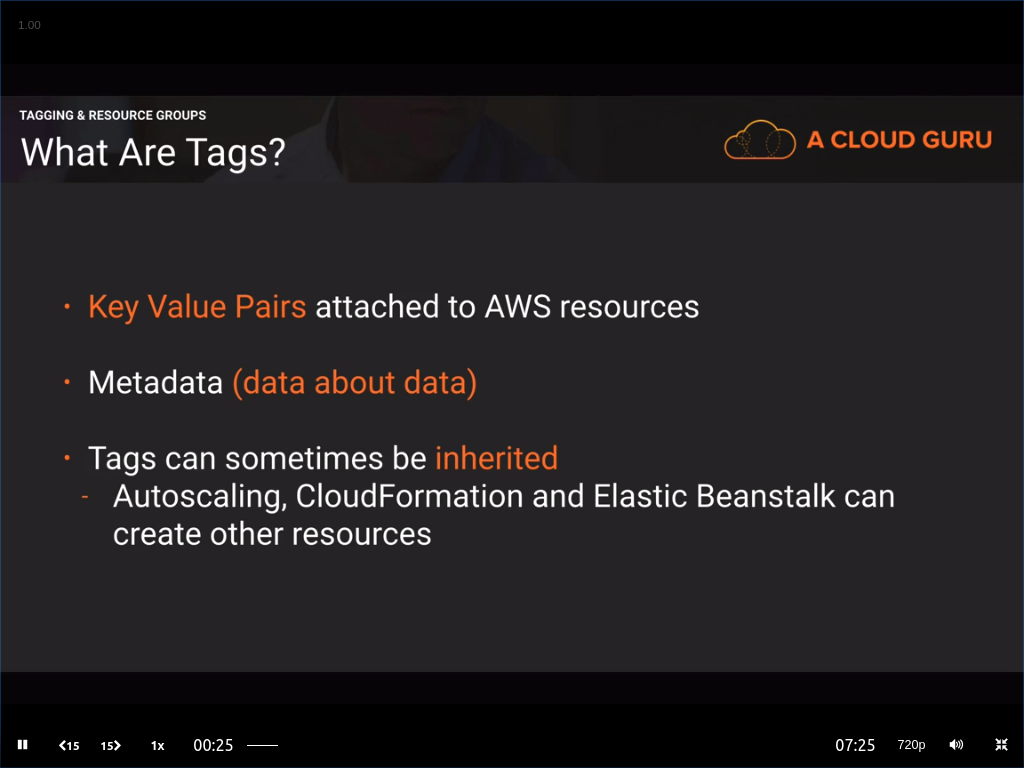 1.00
TAGGING & RESOURCE GROUPS
What Are Tags?
A CLOUD GURU
• Key Value Pairs attached to AWS resources
• Metadata (data about data)
• Tags can sometimes be inherited
- Autoscaling, CloudFormation and Elastic Beanstalk can
create other resources
15 15 1x 00:25 07:25 720p